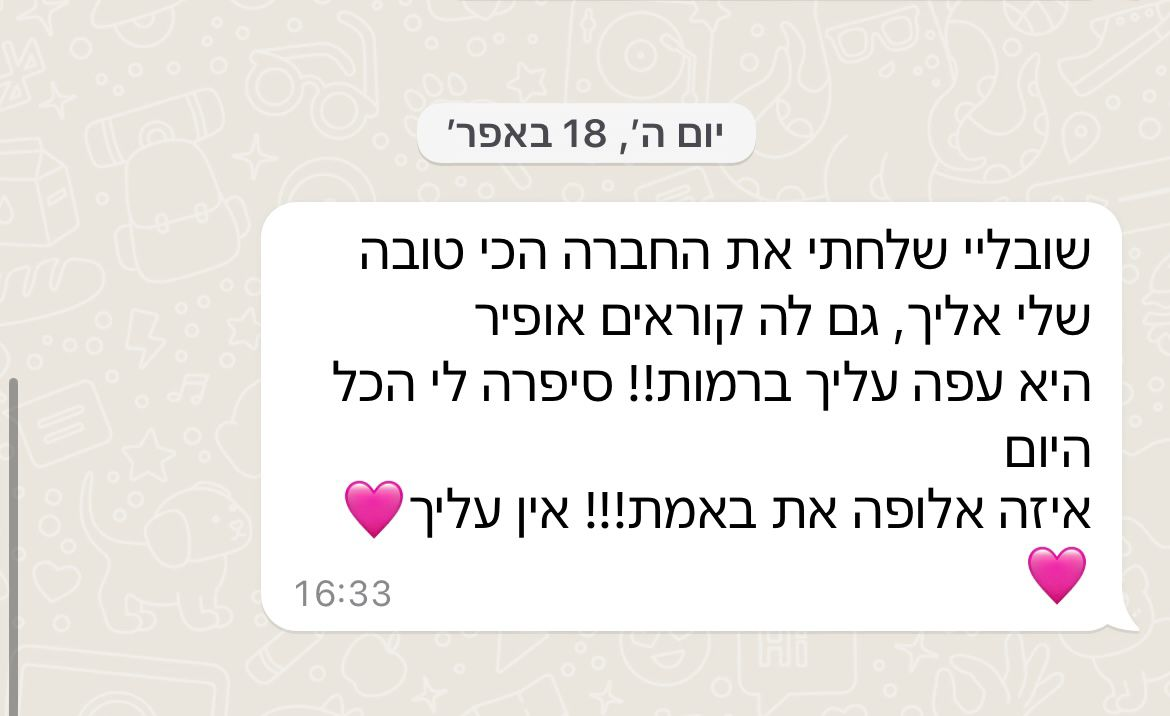 יום ה׳, 18 באפר׳
שובליי שלחתי את החברה הכי טובה
שלי אליך, גם לה קוראים אופיר
היא עפה עליך ברמות!! סיפרה לי הכל
היום
איזה אלופה את באמת!!! אין עליך🩷
🩷
16:33